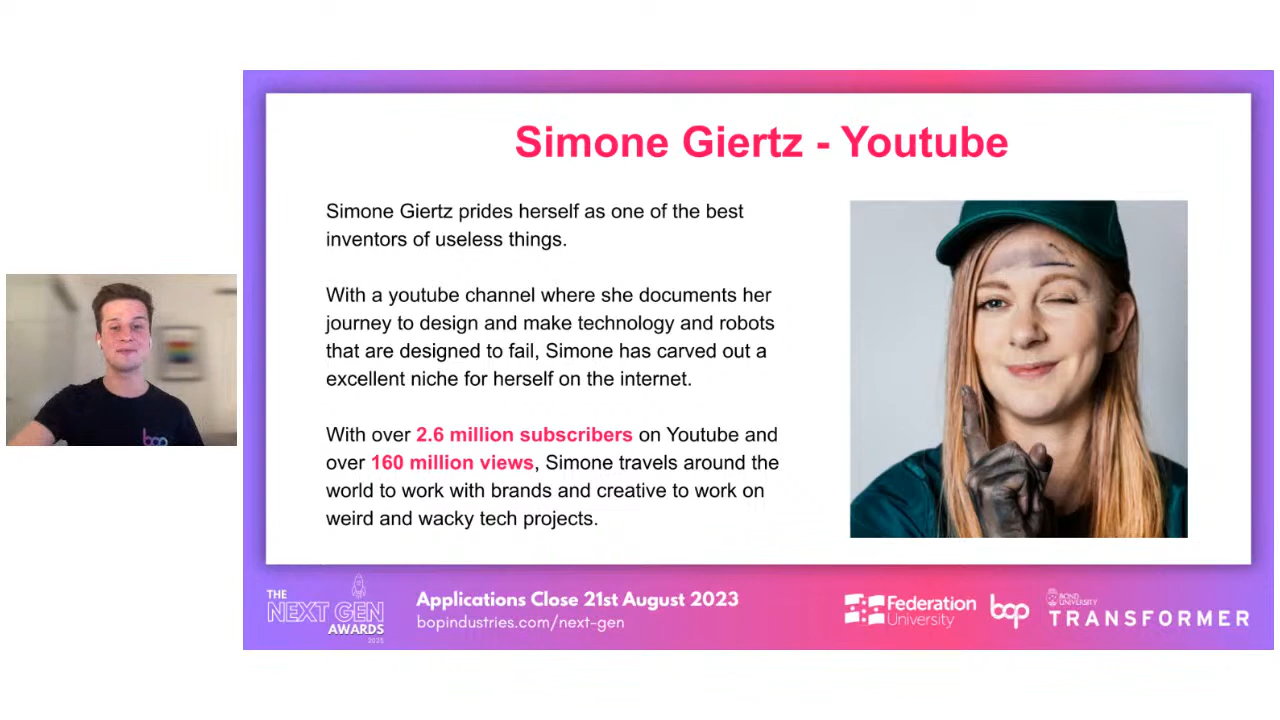 Simone Giertz - Youtube
Simone Giertz prides herself as one of the best
inventors of useless things.
With a youtube channel where she documents her
journey to design and make technology and robots
that are designed to fail, Simone has carved out a
excellent niche for herself on the internet.
With over 2.6 million subscribers on Youtube and
over 160 million views, Simone travels around the
world to work with brands and creative to work on
weird and wacky tech projects.
bop
THE
NEXT GEN
AWARDS
2023
Applications Close 21st August 2023
bopindustries.com/next-gen
Federation
University
bop
BOND
UNIVERSITY
TRANSFORMER